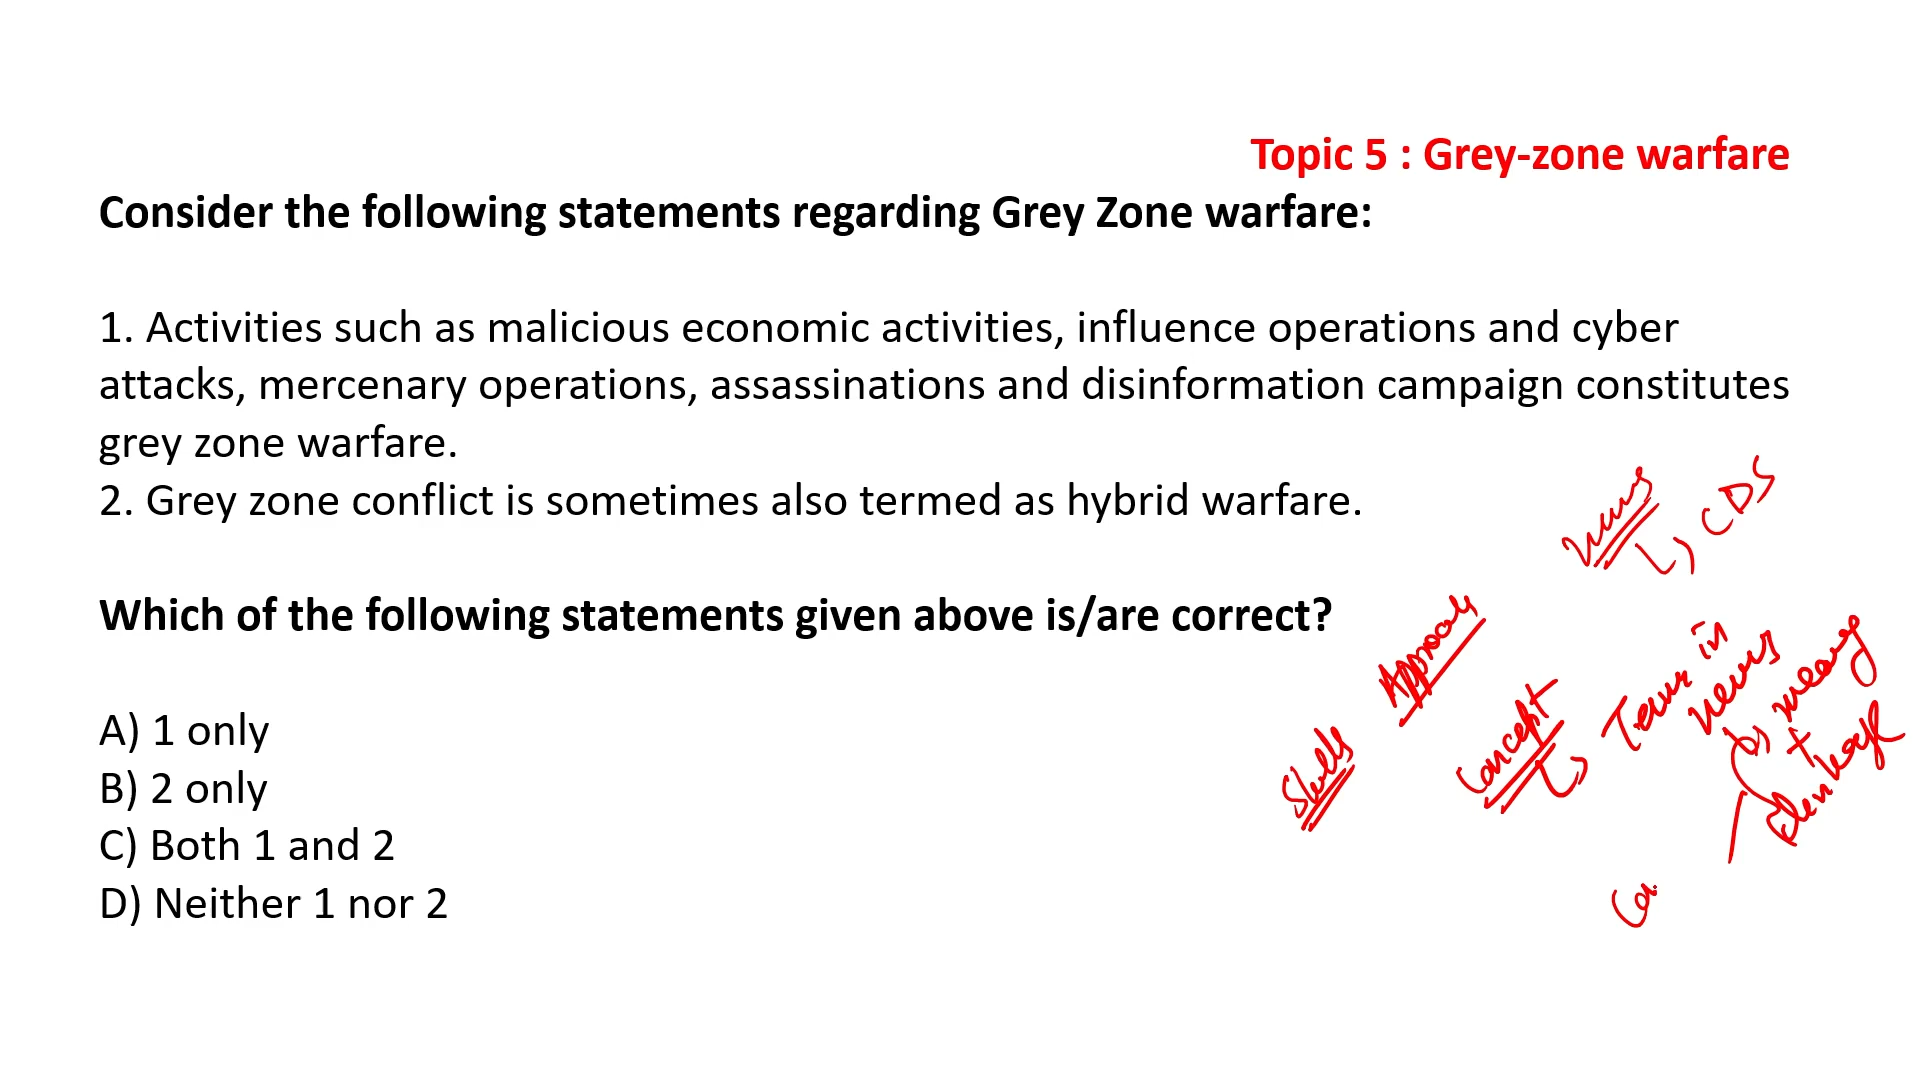 Topic 5 : Grey-zone warfare
Consider the following statements regarding Grey Zone warfare:
1. Activities such as malicious economic activities, influence operations and cyber
attacks, mercenary operations, assassinations and disinformation campaign constitutes
grey zone warfare.
2. Grey zone conflict is sometimes also termed as hybrid warfare.
Which of the following statements given above is/are correct?
A) 1 only
B) 2 only
C) Both 1 and 2
D) Neither 1 nor 2
News
CDS
Skills
Concept
Term in
news